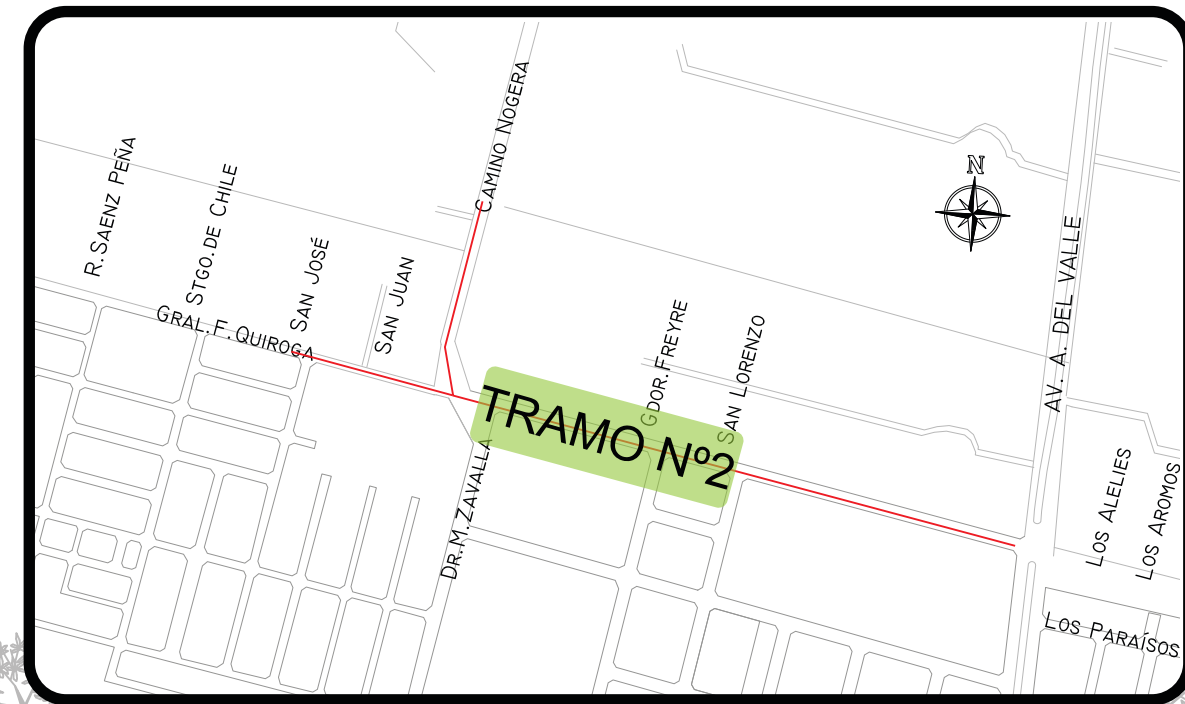 CAMINO NOGERA
N
R.SAENZ PEÑA
STGO.DE CHILE
SAN JOSÉ
SAN JUAN
GRAL.F.QUIROGA
GDOR.FREYRE
SAN LORENZO
AV. A. DEL VALLE
TRAMO Nº2
DR.M.ZAVALLA
LOS ALELIES
LOS AROMOS
LOS PARAÍSOS